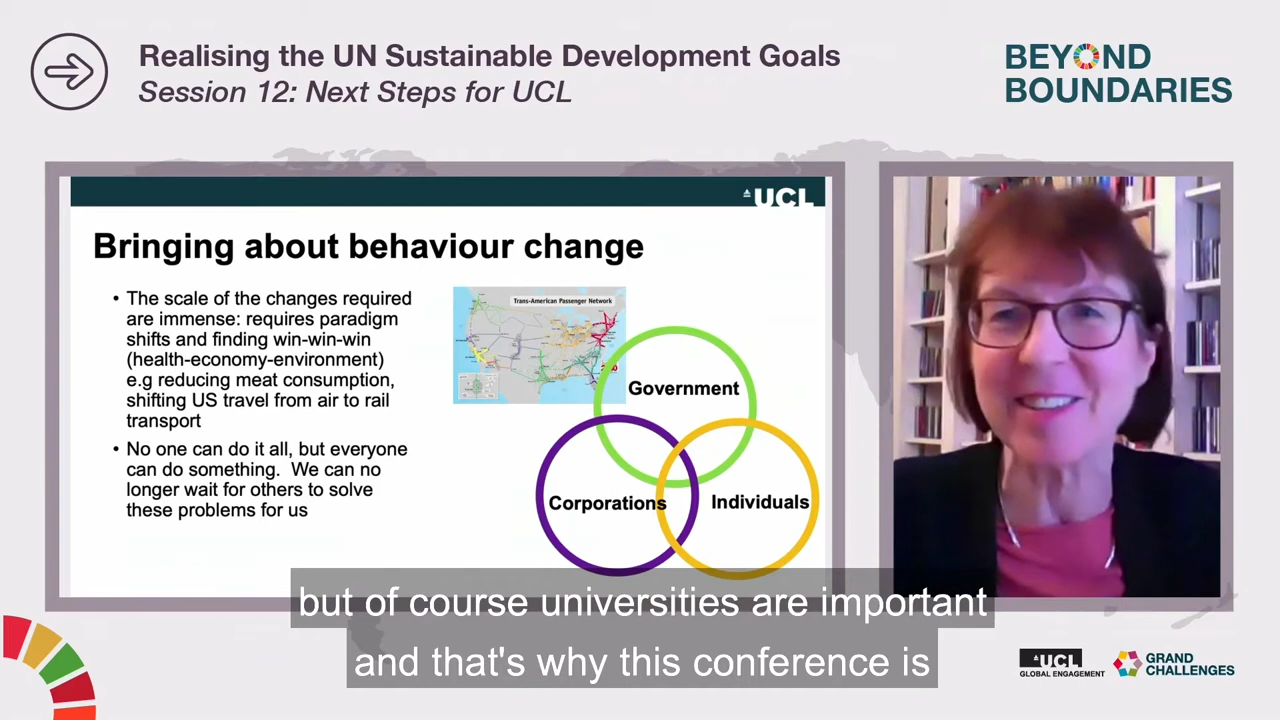 Realising the UN Sustainable Development Goals
Session 12: Next Steps for UCL
BEYOND
BOUNDARIES
UCL
Bringing about behaviour change
• The scale of the changes required
are immense: requires paradigm
shifts and finding win-win-win
(health-economy-environment)
e.g reducing meat consumption,
shifting US travel from air to rail
transport
• No one can do it all, but everyone
can do something. We can no
longer wait for others to solve
these problems for us
Trans-American Passenger Network
Government
Corporations
Individuals
but of course universities are important
and that's why this conference is
UCL
GLOBAL ENGAGEMENT
GRAND
CHALLENGES